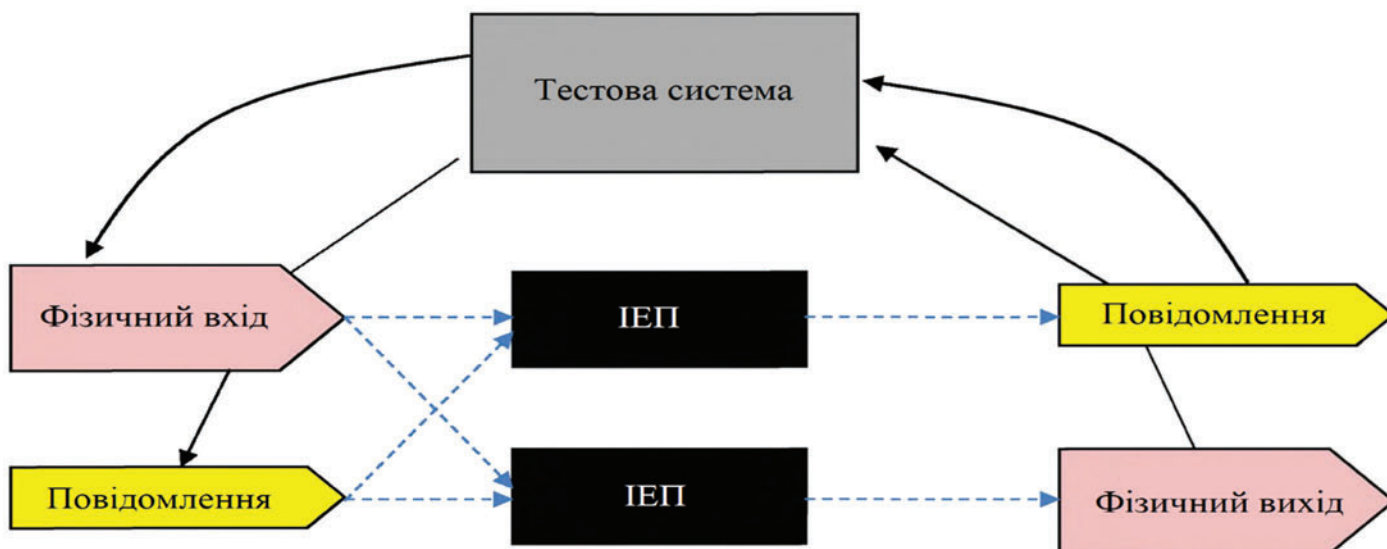 Тестова система
Фізичний вхід
ІЕП
Повідомлення
Повідомлення
ІЕП
Фізичний вихід